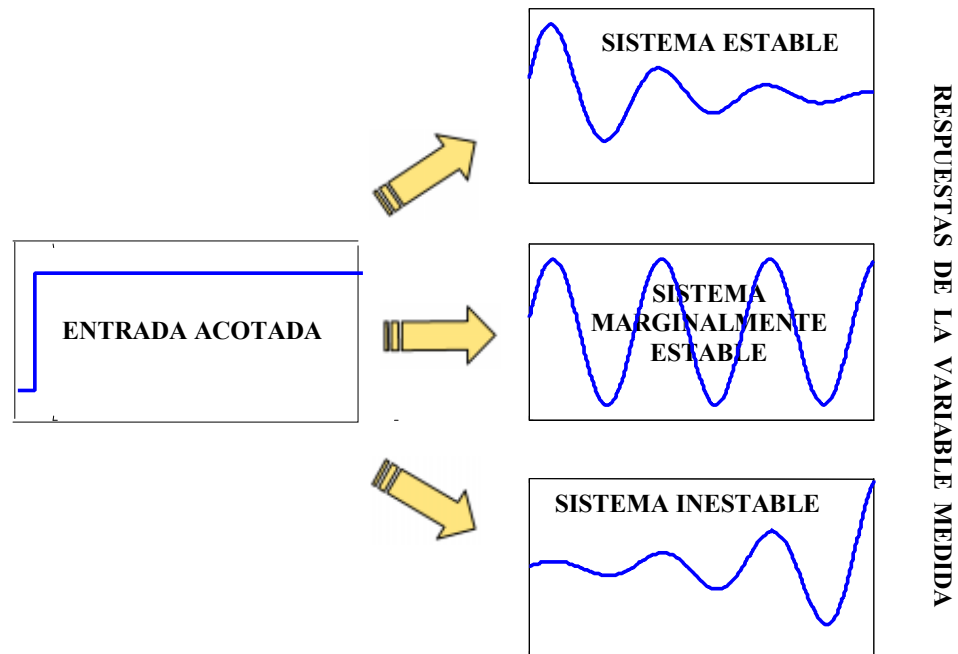 SISTEMA ESTABLE
ENTRADA ACOTADA
SISTEMA
MARGINALMENTE
ESTABLE
SISTEMA INESTABLE
RESPUESTAS DE LA VARIABLE MEDIDA